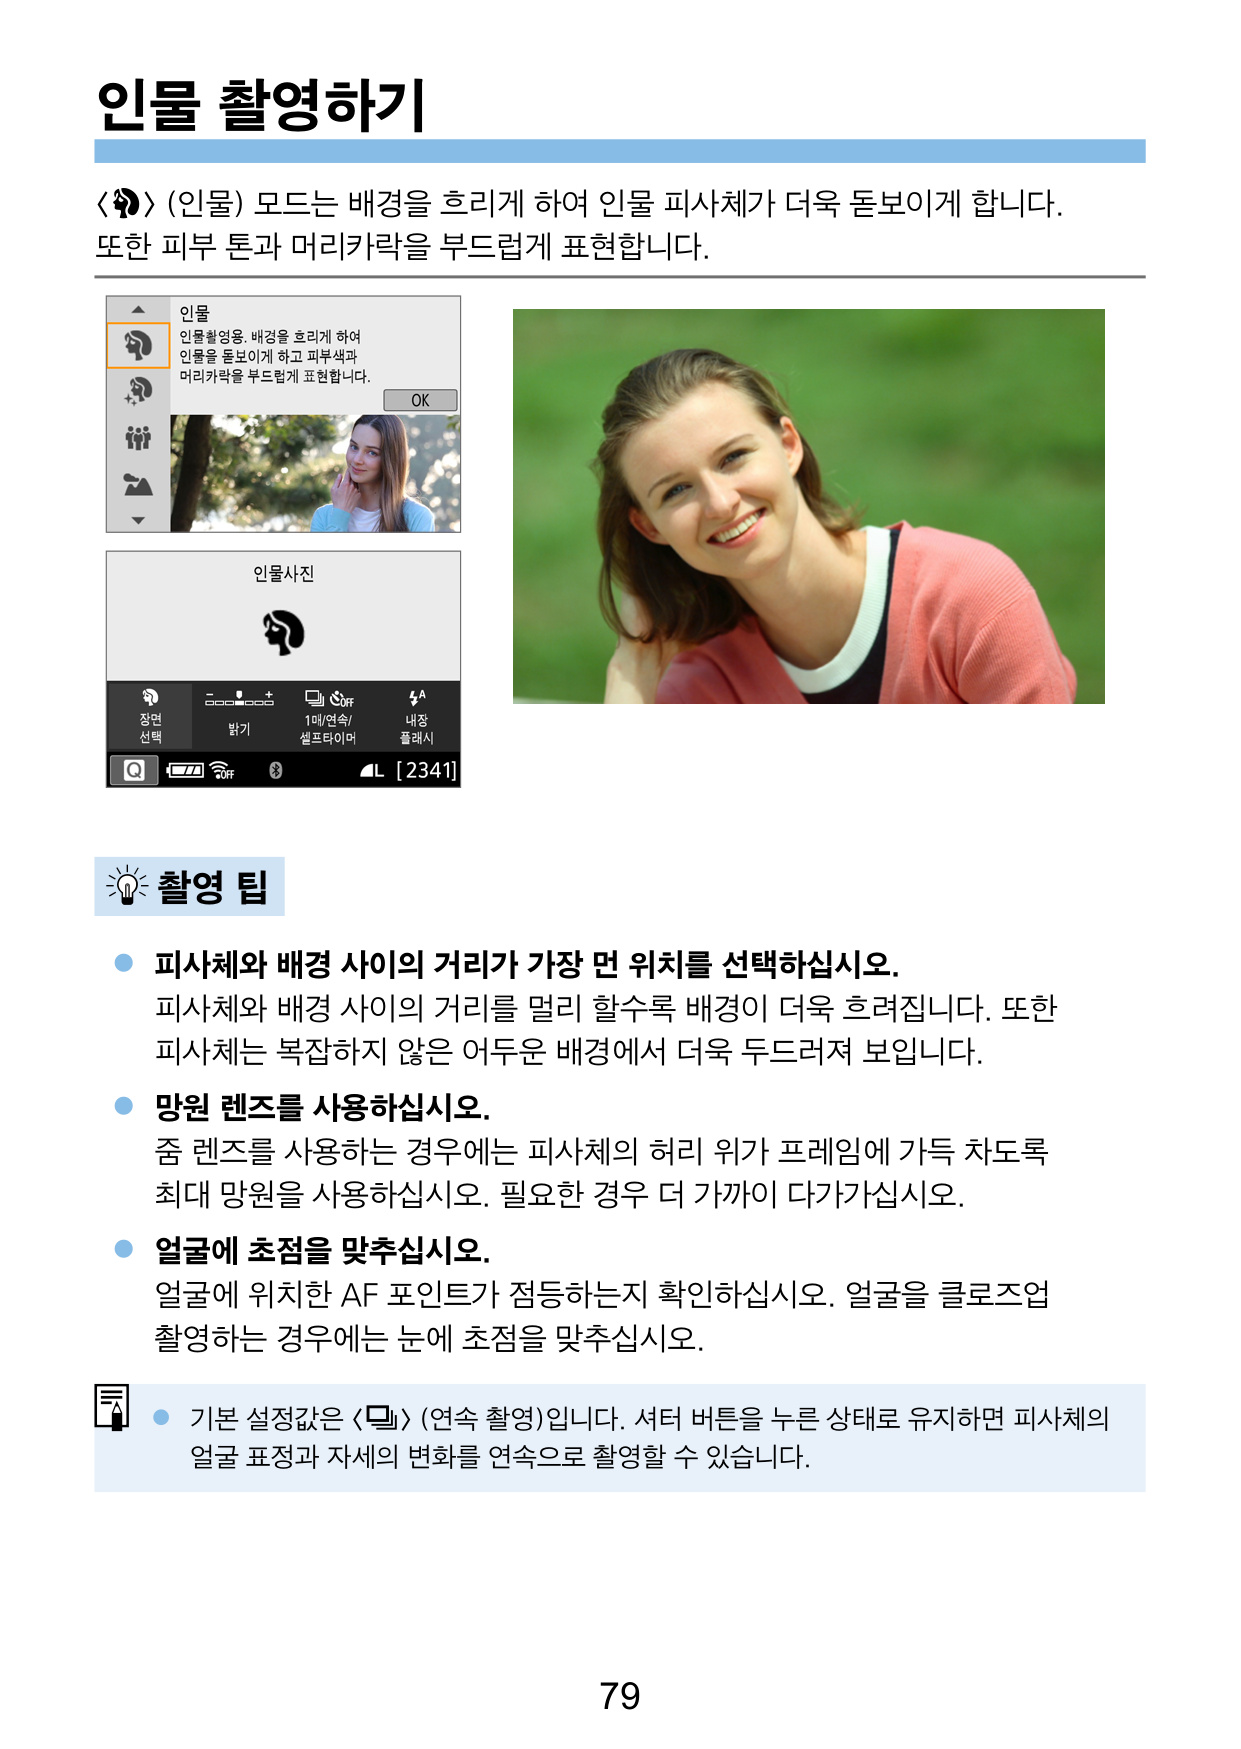 인물 촬영하기
< > (인물) 모드는 배경을 흐리게 하여 인물 피사체가 더욱 돋보이게 합니다.
또한 피부 톤과 머리카락을 부드럽게 표현합니다.
인물
인물촬영용. 배경을 흐리게 하여
인물을 돋보이게 하고 피부색과
머리카락을 부드럽게 표현합니다.
OK
인물사진
장면
선택
− +
밝기
OFF
1매/연속/
셀프타이머
A
내장
플래시
Q OFF L [2341]
촬영 팁
● 피사체와 배경 사이의 거리가 가장 먼 위치를 선택하십시오.
피사체와 배경 사이의 거리를 멀리 할수록 배경이 더욱 흐려집니다. 또한
피사체는 복잡하지 않은 어두운 배경에서 더욱 두드러져 보입니다.
● 망원 렌즈를 사용하십시오.
줌 렌즈를 사용하는 경우에는 피사체의 허리 위가 프레임에 가득 차도록
최대 망원을 사용하십시오. 필요한 경우 더 가까이 다가가십시오.
● 얼굴에 초점을 맞추십시오.
얼굴에 위치한 AF 포인트가 점등하는지 확인하십시오. 얼굴을 클로즈업
촬영하는 경우에는 눈에 초점을 맞추십시오.
● 기본 설정값은 < > (연속 촬영)입니다. 셔터 버튼을 누른 상태로 유지하면 피사체의
얼굴 표정과 자세의 변화를 연속으로 촬영할 수 있습니다.
79